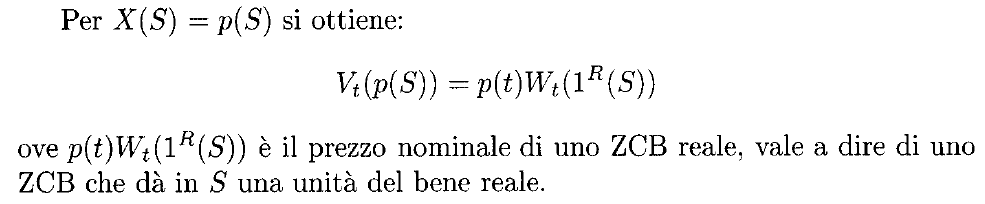 Per X(S) = p(S) si ottiene:
V_t(p(S)) = p(t)W_t(1^R(S))
ove p(t)W_t(1^R(S)) è il prezzo nominale di uno ZCB reale, vale a dire di uno
ZCB che dà in S una unità del bene reale.